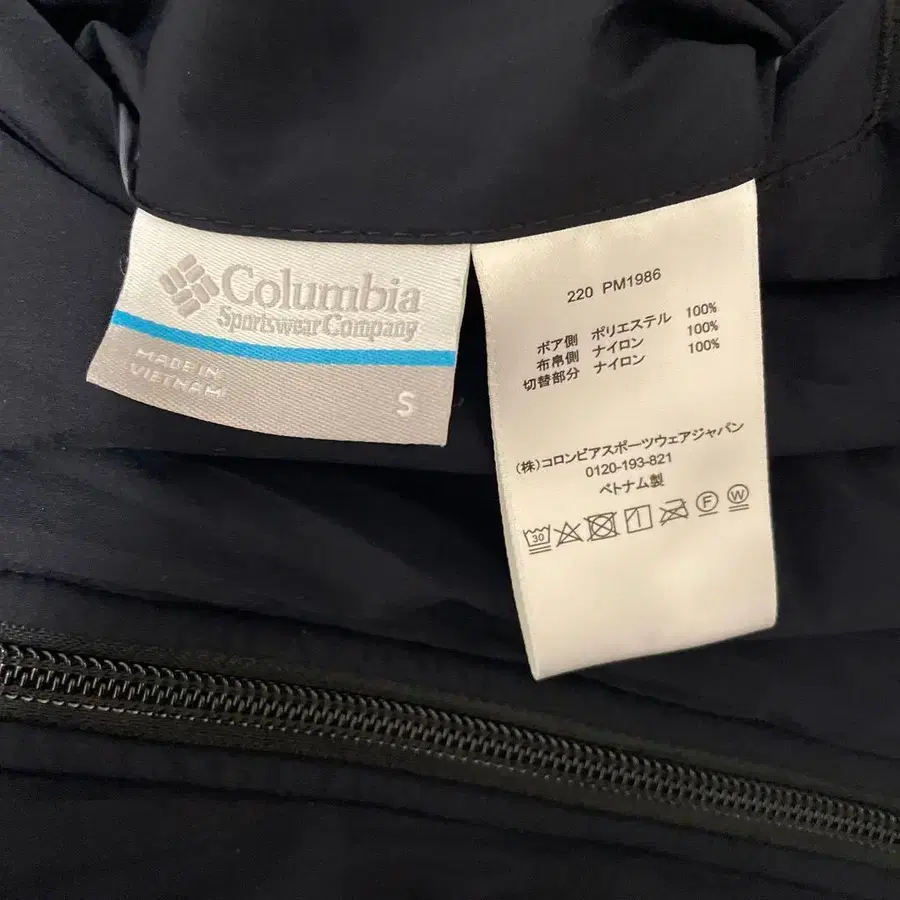 Columbia
Sportswear Company
MADE IN
VIETNAM
S
220 PM1986
ボア側 ポリエステル 100%
布帛側 ナイロン 100%
切替部分 ナイロン 100%
(株)コロンビアスポーツウェアジャパン
0120-193-821
ベトナム製
30
F
W